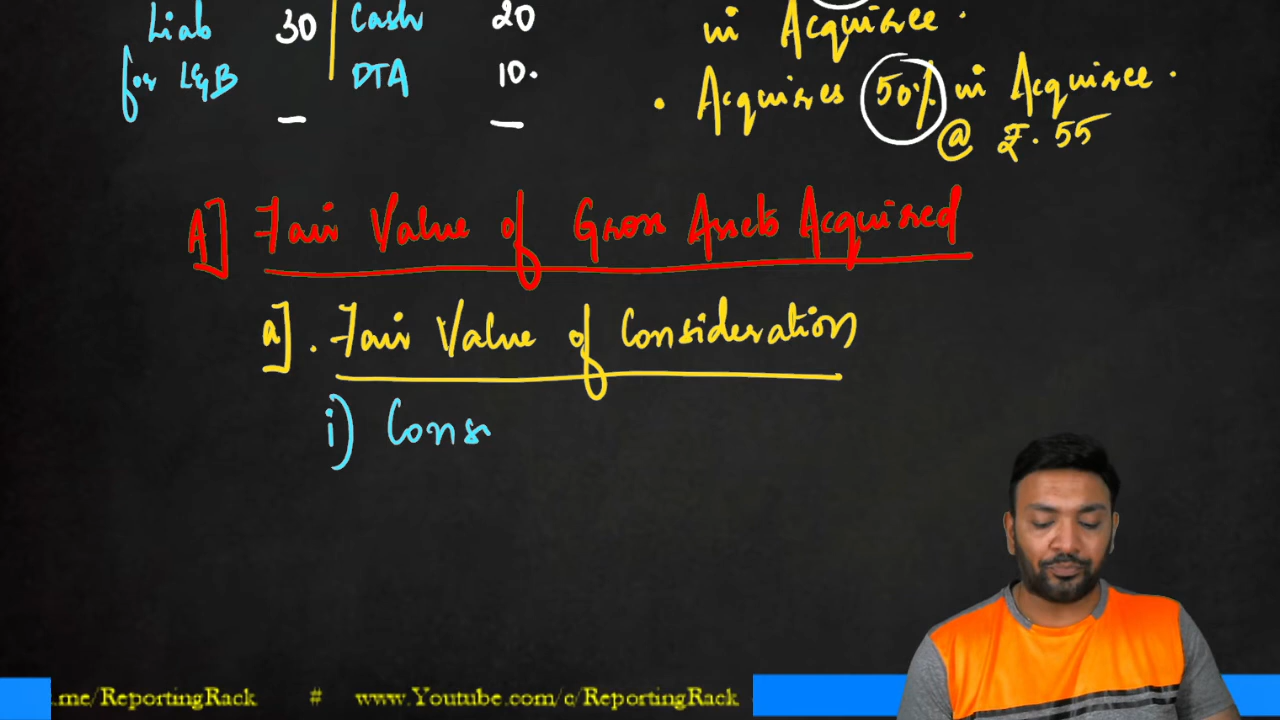 Liab 30 Cash 20
for L&B DTA 10.
in Acquiree.
• Acquires 50% in Acquiree.
@ ₹. 55
A] Fair Value of Gross Assets Acquired
a]. Fair Value of Consideration
i) Cons
.me/ReportingRack # www.Youtube.com/c/ReportingRack